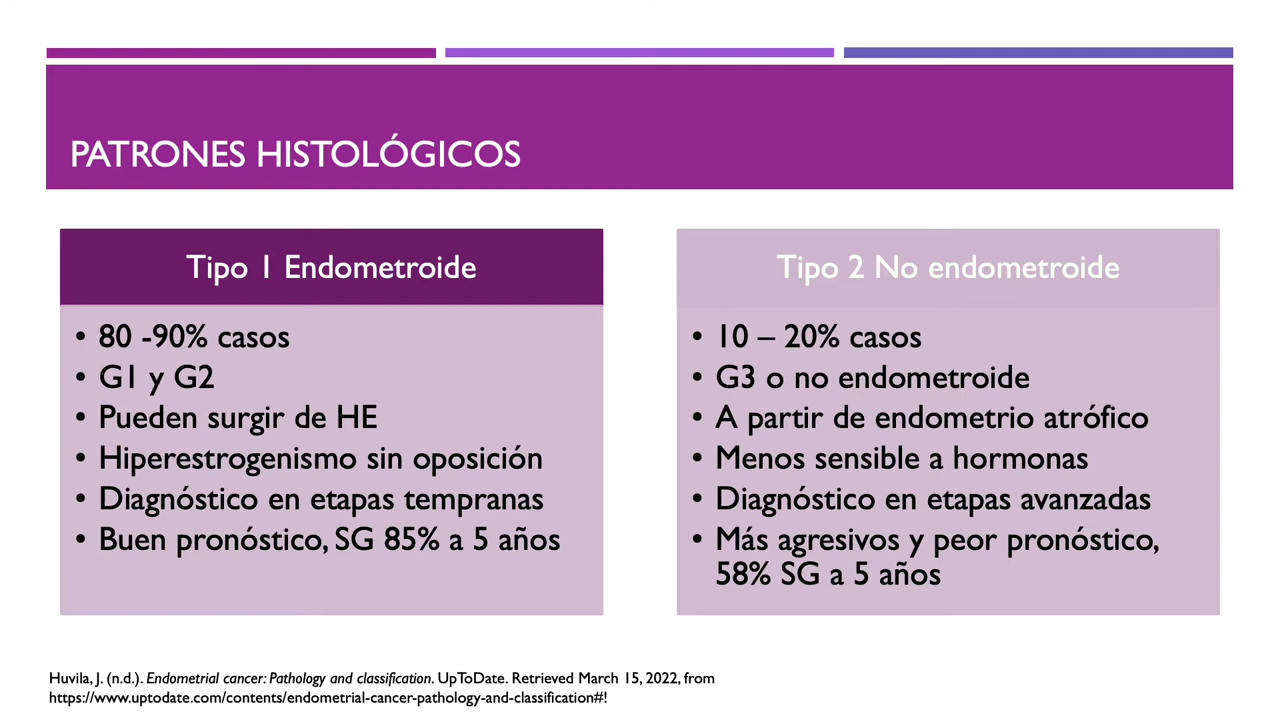 PATRONES HISTOLÓGICOS
Tipo 1 Endometroide
• 80 -90% casos
• G1 y G2
• Pueden surgir de HE
• Hiperestrogenismo sin oposición
• Diagnóstico en etapas tempranas
• Buen pronóstico, SG 85% a 5 años
Tipo 2 No endometroide
• 10 – 20% casos
• G3 o no endometroide
• A partir de endometrio atrófico
• Menos sensible a hormonas
• Diagnóstico en etapas avanzadas
• Más agresivos y peor pronóstico,
58% SG a 5 años
Huvila, J. (n.d.). Endometrial cancer: Pathology and classification. UpToDate. Retrieved March 15, 2022, from
https://www.uptodate.com/contents/endometrial-cancer-pathology-and-classification#!